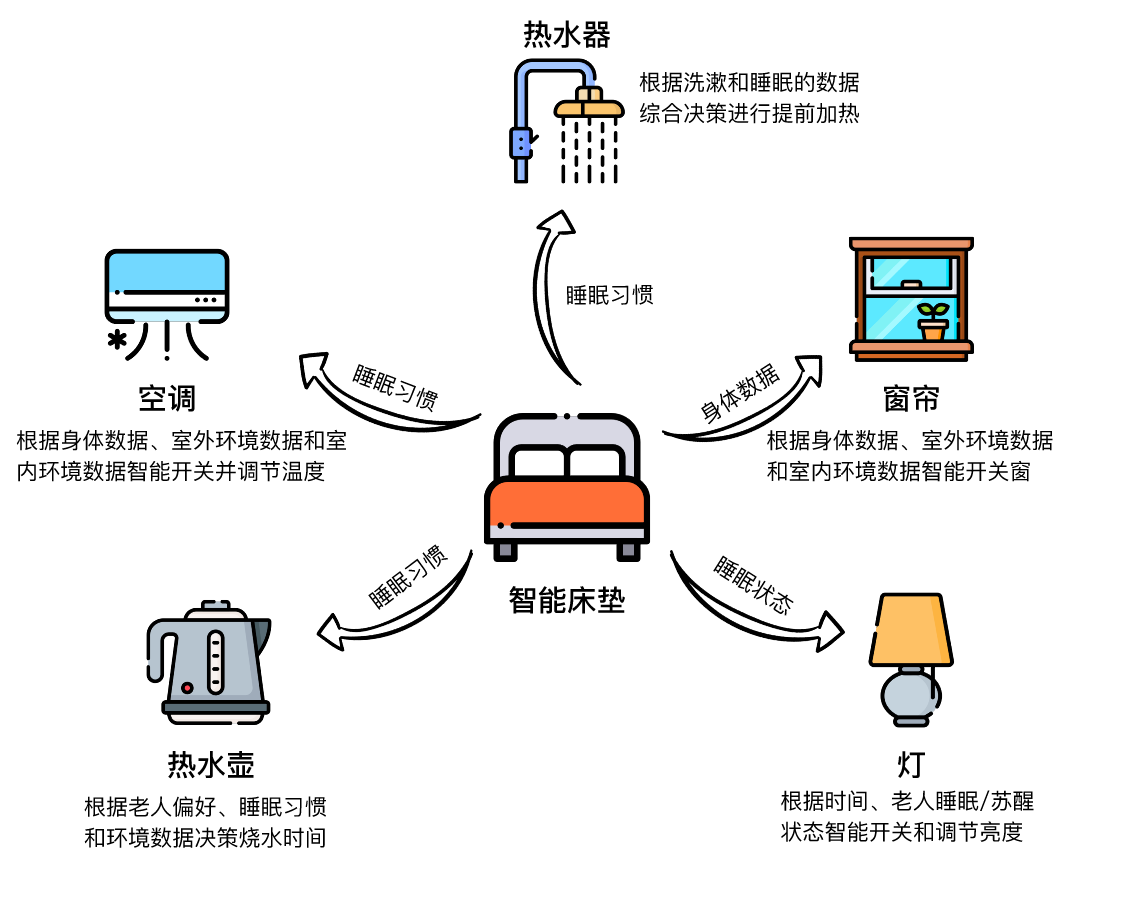 热水器
根据洗漱和睡眠的数据
综合决策进行提前加热
睡眠习惯
空调
根据身体数据、室外环境数据和室
内环境数据智能开关并调节温度
睡眠习惯
身体数据
窗帘
根据身体数据、室外环境数据
和室内环境数据智能开关窗
智能床垫
睡眠习惯
热水壶
根据老人偏好、睡眠习惯
和环境数据决策烧水时间
睡眠状态
灯
根据时间、老人睡眠/苏醒
状态智能开关和调节亮度